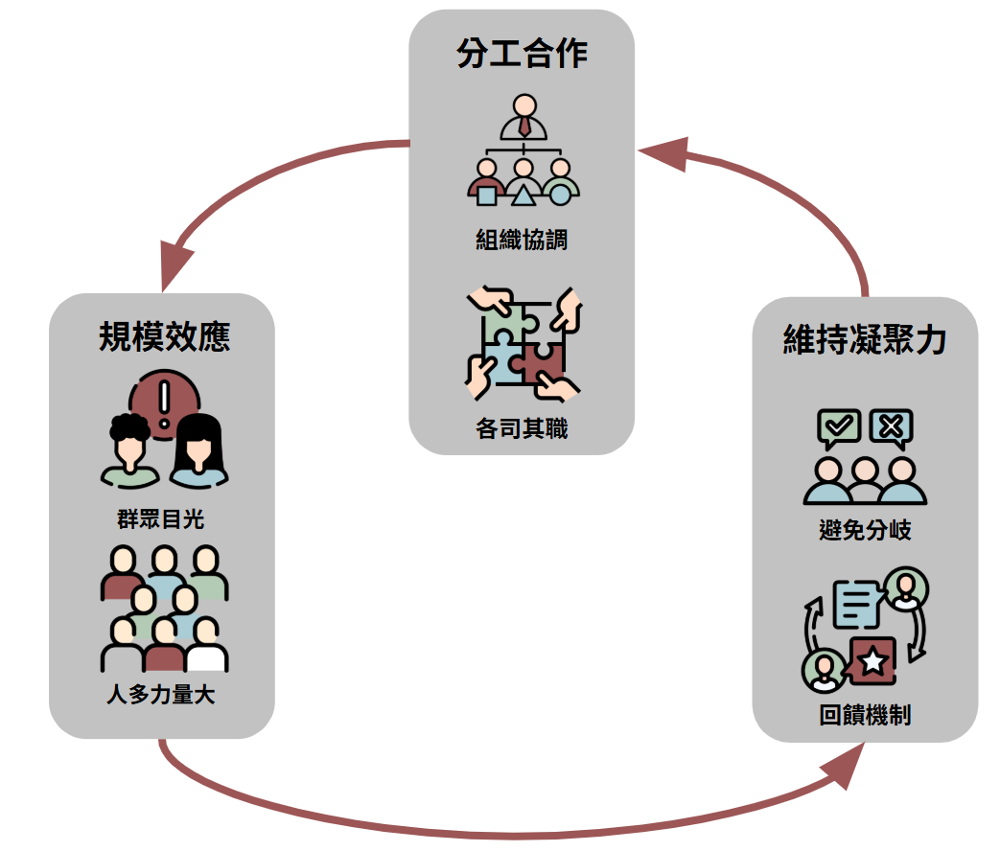 分工合作
組織協調
各司其職
規模效應
群眾目光
人多力量大
維持凝聚力
避免分岐
回饋機制